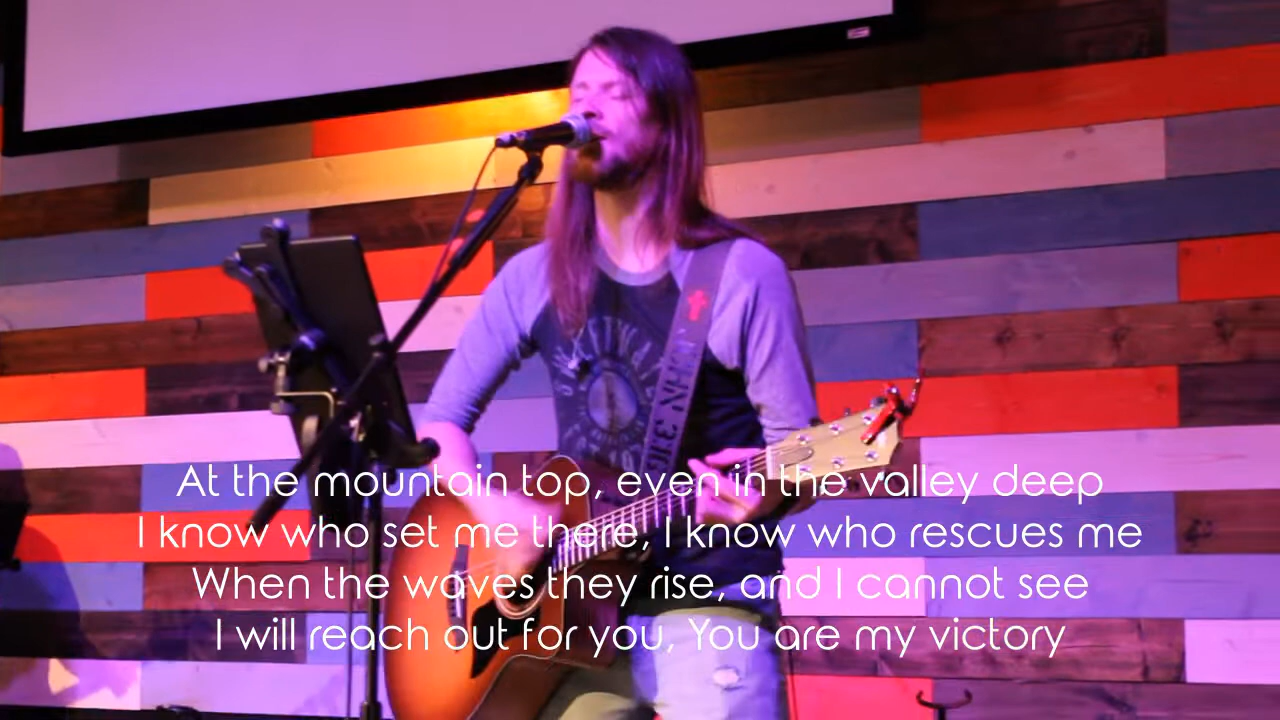 At the mountain top, even in the valley deep
I know who set me there, I know who rescues me
When the waves they rise, and I cannot see
I will reach out for you, You are my victory